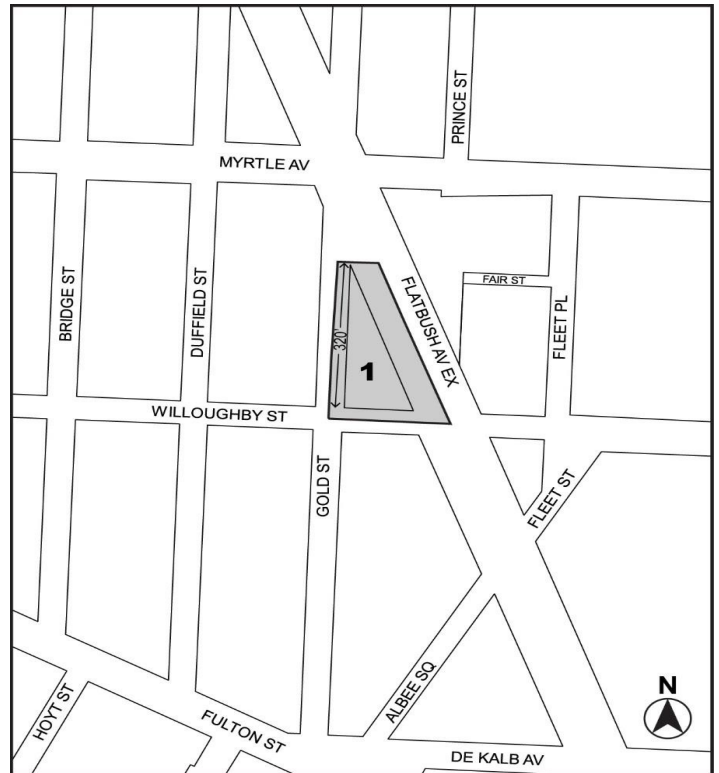 PRINCE ST
MYRTLE AV
BRIDGE ST
DUFFIELD ST
FLATBUSH AV EX
FAIR ST
FLEET PL
320'
1
WILLOUGHBY ST
GOLD ST
FLEET ST
ALBEE SQ
HOYT ST
FULTON ST
N
DE KALB AV